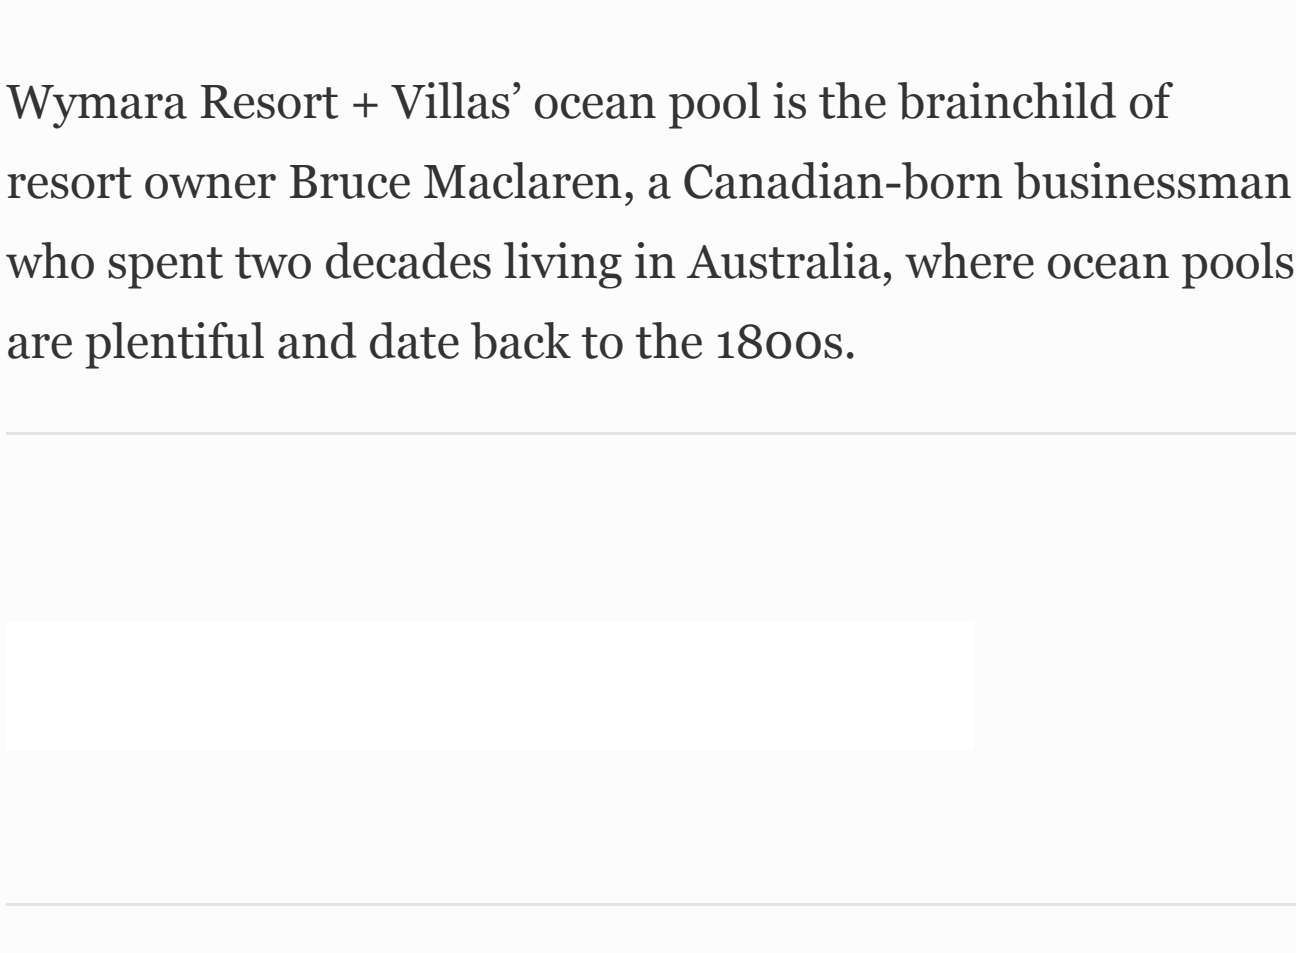 Wymara Resort + Villas’ ocean pool is the brainchild of
resort owner Bruce Maclaren, a Canadian-born businessman
who spent two decades living in Australia, where ocean pools
are plentiful and date back to the 1800s.